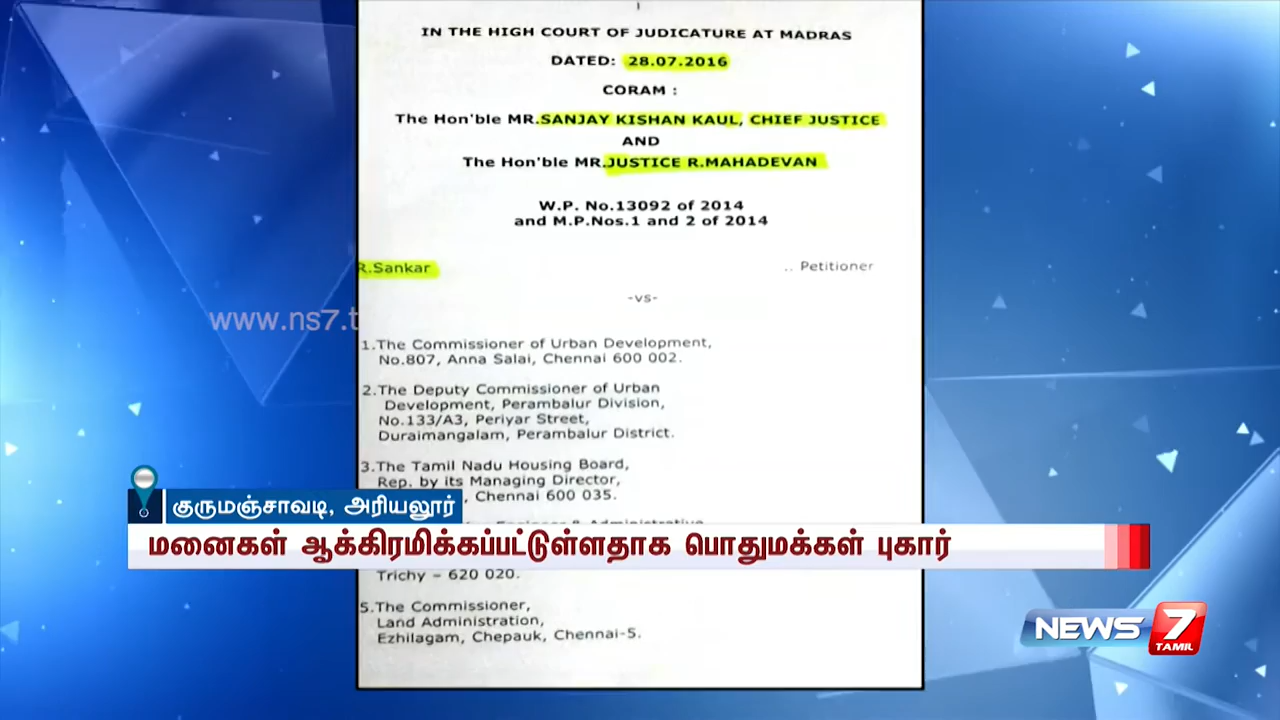 IN THE HIGH COURT OF JUDICATURE AT MADRAS
DATED: 28.07.2016
CORAM :
The Hon'ble MR.SANJAY KISHAN KAUL, CHIEF JUSTICE
AND
The Hon'ble MR.JUSTICE R.MAHADEVAN
W.P. No.13092 of 2014
and M.P.Nos.1 and 2 of 2014
R.Sankar .. Petitioner
-vs-
www.ns7.t
1.The Commissioner of Urban Development,
No.807, Anna Salai, Chennai 600 002.
2.The Deputy Commissioner of Urban
Development, Perambalur Division,
No.133/A3, Periyar Street,
Duraimangalam, Perambalur District.
3.The Tamil Nadu Housing Board,
Rep. by its Managing Director,
, Chennai 600 035.
குருமஞ்சாவடி, அரியலூர்
மனைகள் ஆக்கிரமிக்கப்பட்டுள்ளதாக பொதுமக்கள் புகார்
Trichy – 620 020.
5.The Commissioner,
Land Administration,
Ezhilagam, Chepauk, Chennai-5.
NEWS 7
TAMIL